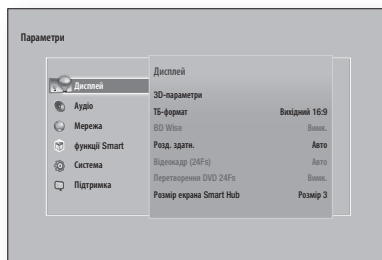 Параметри
Дисплей
Аудіо
Мережа
функції Smart
Система
Підтримка
Дисплей
3D-параметри
ТБ-формат Вихідний 16:9
BD Wise Вимк.
Розд. здатн. Авто
Відеокадр (24Fs) Авто
Перетворення DVD 24Fs Вимк.
Розмір екрана Smart Hub Розмір 3